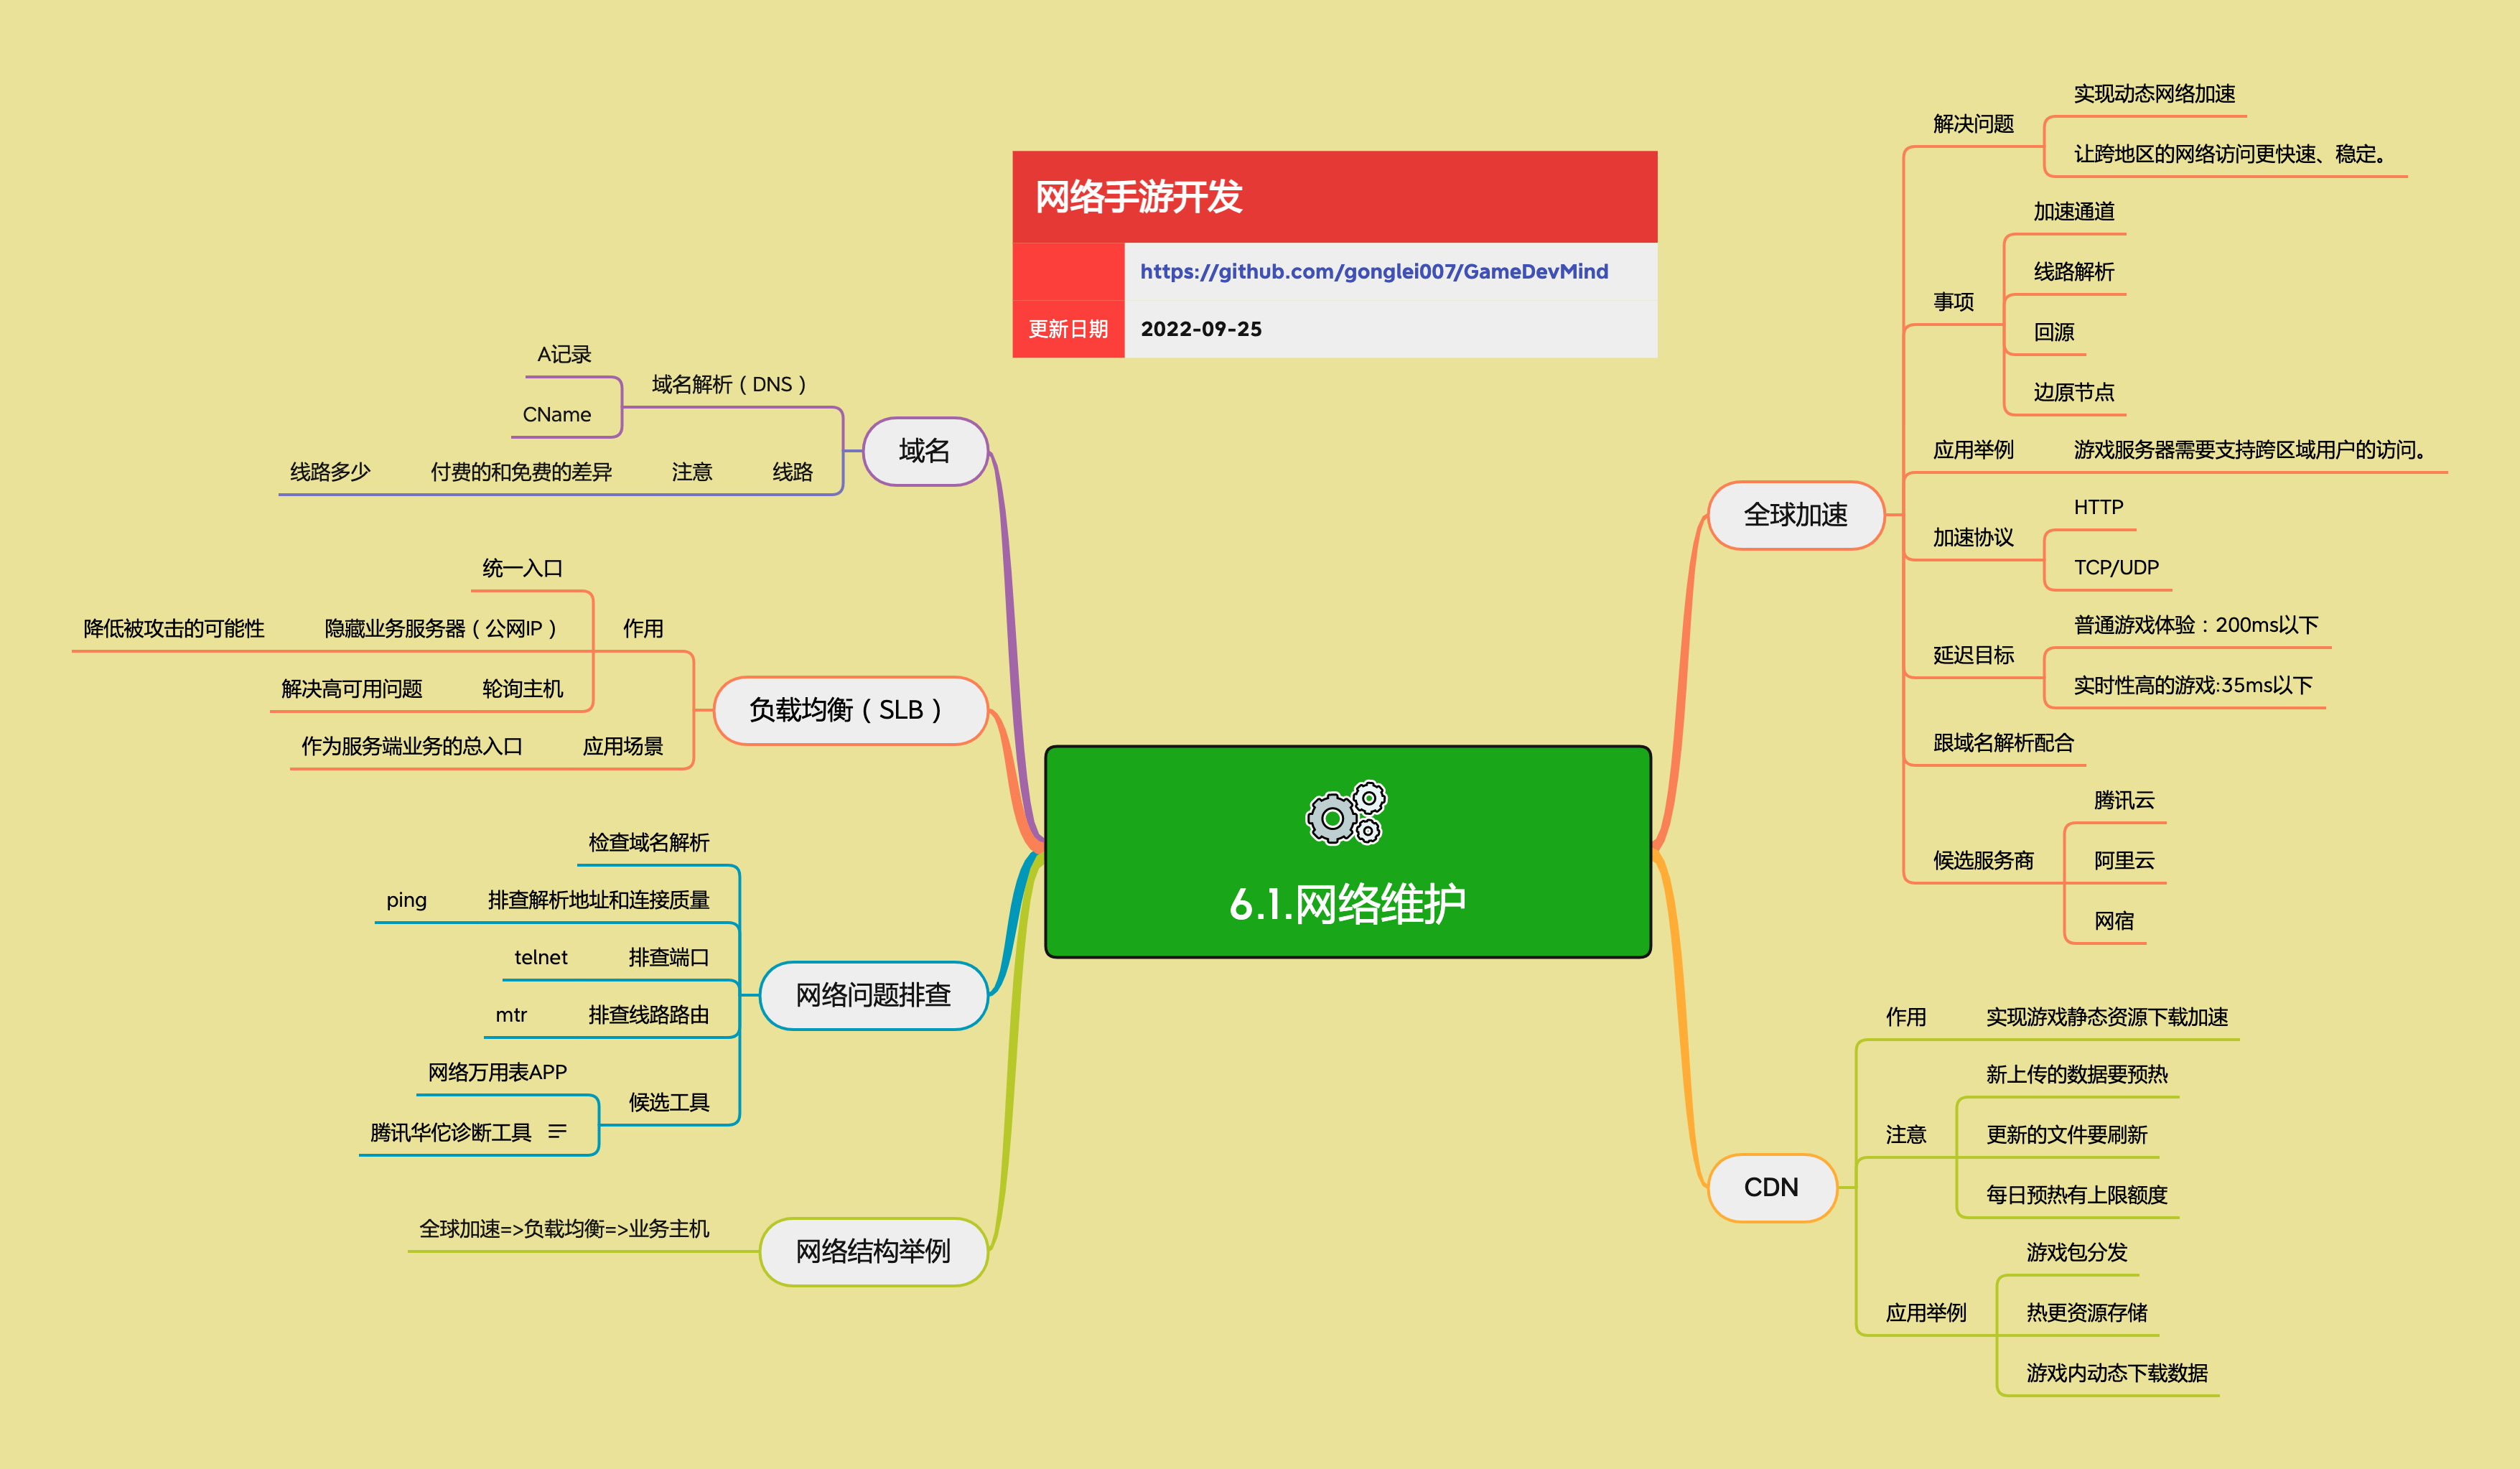 网络手游开发
https://github.com/gonglei007/GameDevMind
更新日期
2022-09-25
6.1.网络维护
全球加速
解决问题
实现动态网络加速
让跨地区的网络访问更快速、稳定。
事项
加速通道
线路解析
回源
边原节点
应用举例
游戏服务器需要支持跨区域用户的访问。
加速协议
HTTP
TCP/UDP
延迟目标
普通游戏体验：200ms以下
实时性高的游戏:35ms以下
跟域名解析配合
候选服务商
腾讯云
阿里云
网宿
CDN
作用
实现游戏静态资源下载加速
注意
新上传的数据要预热
更新的文件要刷新
每日预热有上限额度
应用举例
游戏包分发
热更资源存储
游戏内动态下载数据
域名
域名解析（DNS）
A记录
CName
线路
注意
付费的和免费的差异
线路多少
负载均衡（SLB）
作用
统一入口
隐藏业务服务器（公网IP）
降低被攻击的可能性
轮询主机
解决高可用问题
应用场景
作为服务端业务的总入口
网络问题排查
检查域名解析
排查解析地址和连接质量
ping
排查端口
telnet
排查线路路由
mtr
候选工具
网络万用表APP
腾讯华佗诊断工具
网络结构举例
全球加速=>负载均衡=>业务主机